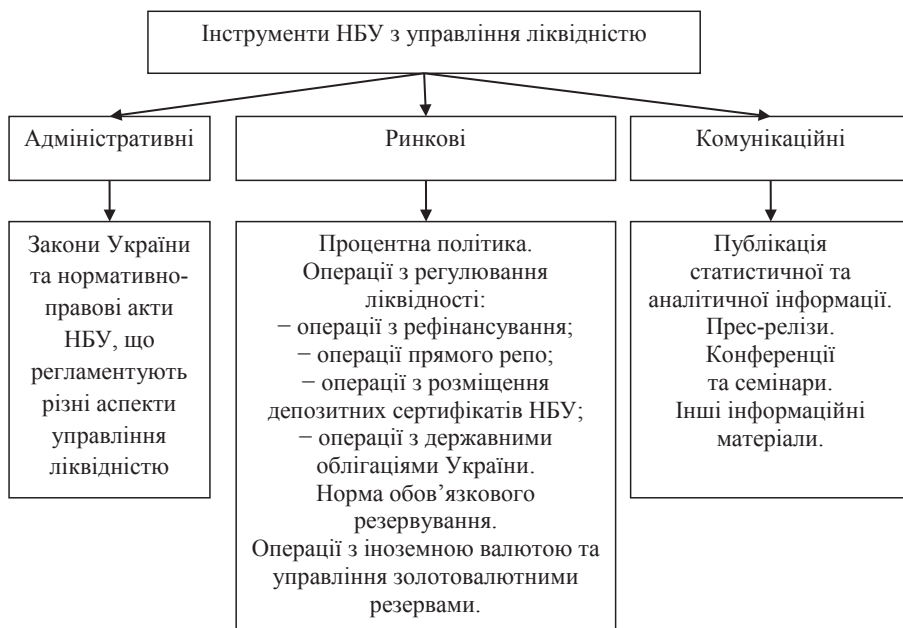 Інструменти НБУ з управління ліквідністю
Адміністративні
Ринкові
Комунікаційні
Закони України
та нормативно-
правові акти
НБУ, що
регламентують
різні аспекти
управління
ліквідністю
Процентна політика.
Операції з регулювання
ліквідності:
− операції з рефінансування;
− операції прямого репо;
− операції з розміщення
депозитних сертифікатів НБУ;
− операції з державними
облігаціями України.
Норма обов’язкового
резервування.
Операції з іноземною валютою та
управління золотовалютними
резервами.
Публікація
статистичної та
аналітичної інформації.
Прес-релізи.
Конференції
та семінари.
Інші інформаційні
матеріали.